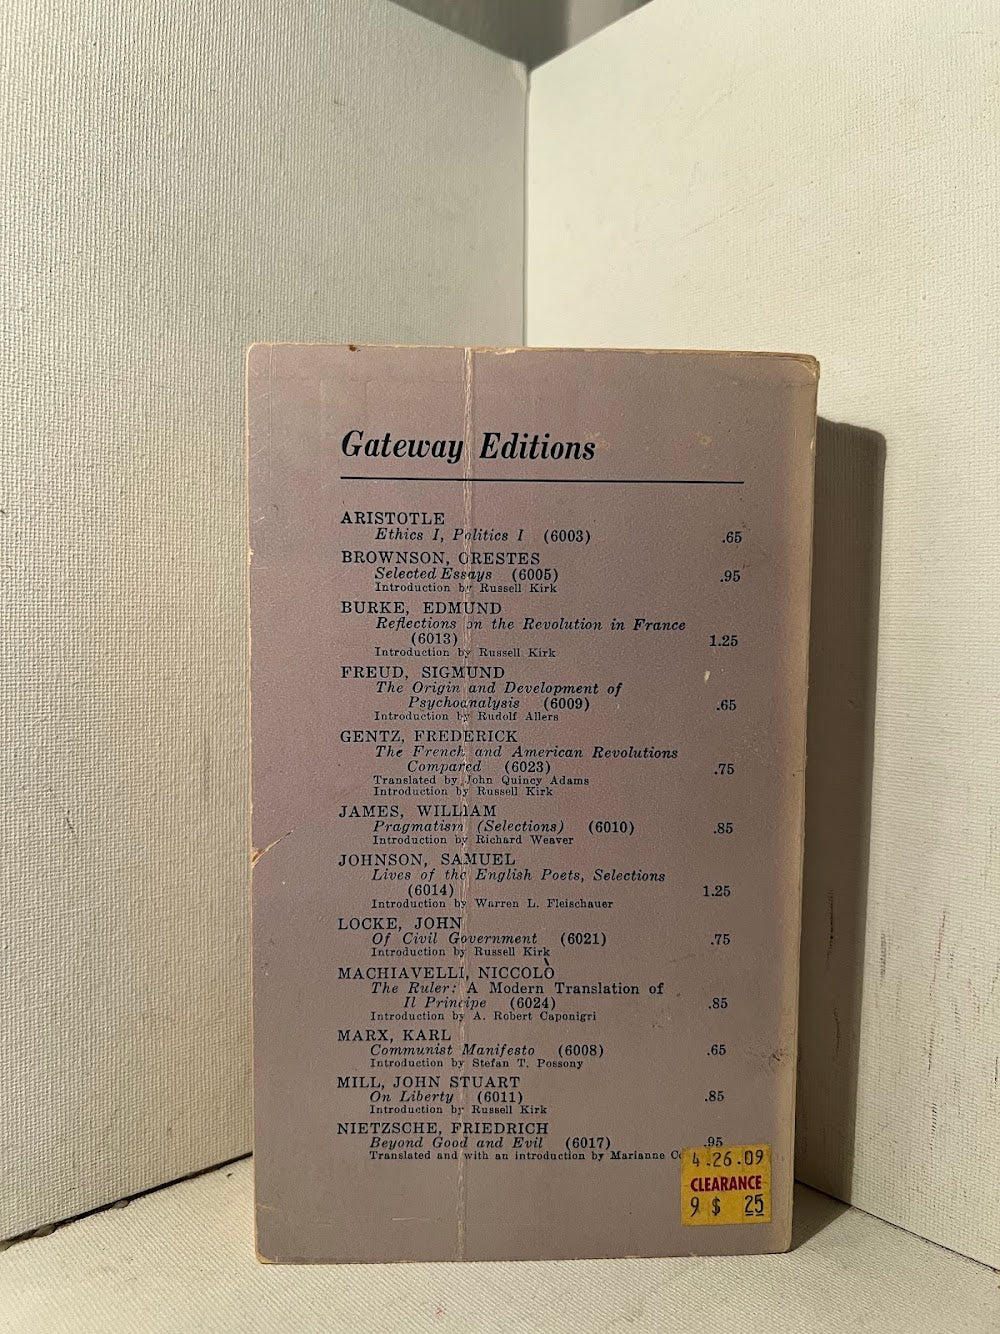 Gateway Editions
ARISTOTLE
Ethics I, Politics I (6003) .65
BROWNSON, ORESTES
Selected Essays (6005) .95
Introduction by Russell Kirk
BURKE, EDMUND
Reflections on the Revolution in France
(6013) 1.25
Introduction by Russell Kirk
FREUD, SIGMUND
The Origin and Development of
Psychoanalysis (6009) .65
Introduction by Rudolf Allers
GENTZ, FREDERICK
The French and American Revolutions
Compared (6023) .75
Translated by John Quincy Adams
Introduction by Russell Kirk
JAMES, WILLIAM
Pragmatism (Selections) (6010) .85
Introduction by Richard Weaver
JOHNSON, SAMUEL
Lives of the English Poets, Selections
(6014) 1.25
Introduction by Warren L. Fleischauer
LOCKE, JOHN
Of Civil Government (6021) .75
Introduction by Russell Kirk
MACHIAVELLI, NICCOLÒ
The Ruler: A Modern Translation of
Il Principe (6024) .85
Introduction by A. Robert Caponigri
MARX, KARL
Communist Manifesto (6008) .65
Introduction by Stefan T. Possony
MILL, JOHN STUART
On Liberty (6011) .85
Introduction by Russell Kirk
NIETZSCHE, FRIEDRICH
Beyond Good and Evil (6017) .95
Translated and with an introduction by Marianne
4.26.09
CLEARANCE
9 $ 25